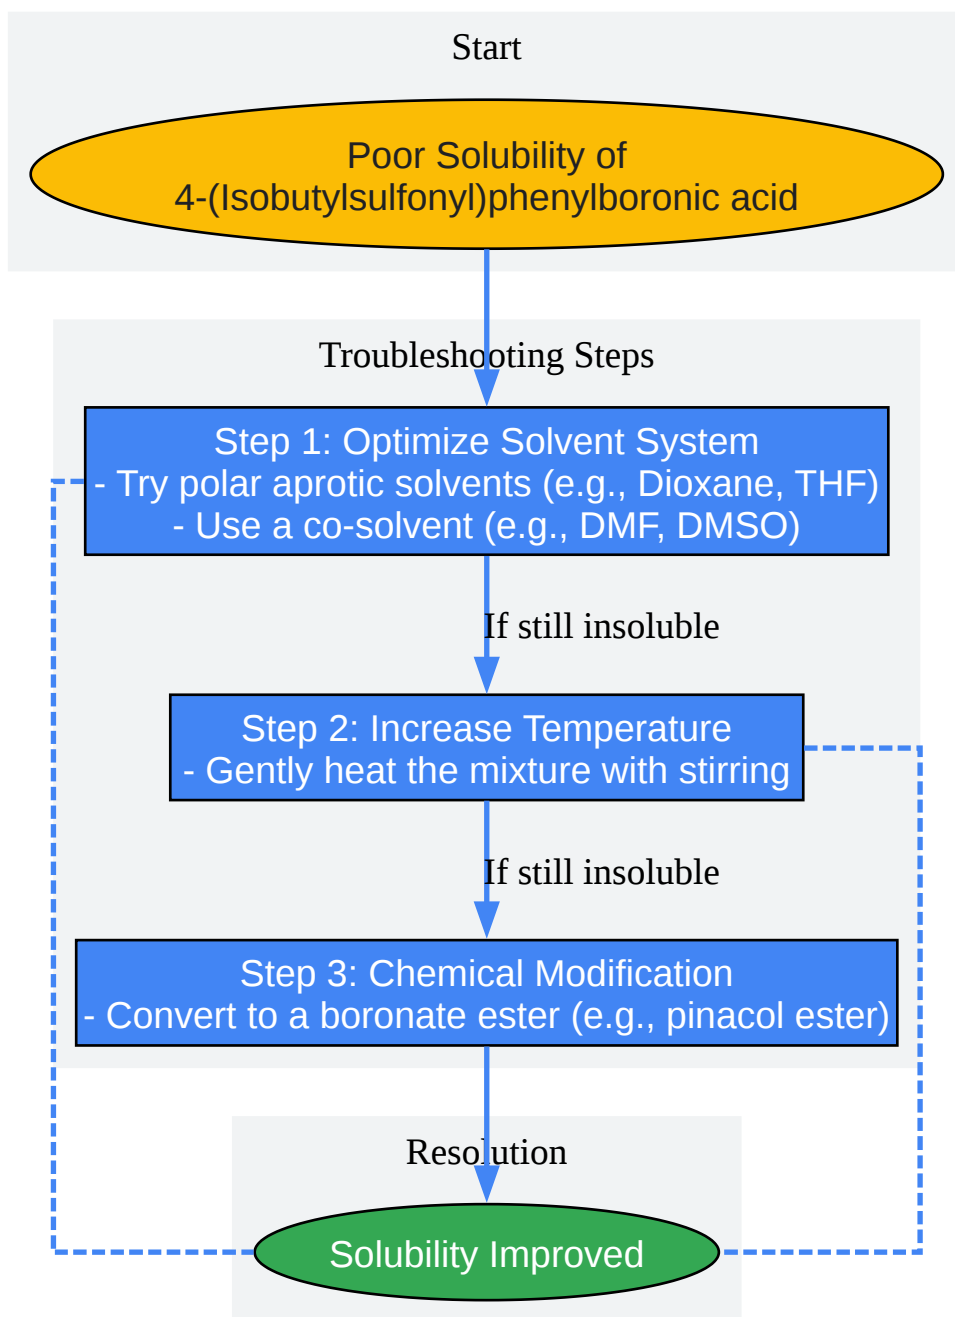 Start
Poor Solubility of
4-(Isobutylsulfonyl)phenylboronic acid
Troubleshooting Steps
Step 1: Optimize Solvent System
- Try polar aprotic solvents (e.g., Dioxane, THF)
- Use a co-solvent (e.g., DMF, DMSO)
If still insoluble
Step 2: Increase Temperature
- Gently heat the mixture with stirring
If still insoluble
Step 3: Chemical Modification
- Convert to a boronate ester (e.g., pinacol ester)
Resolution
Solubility Improved